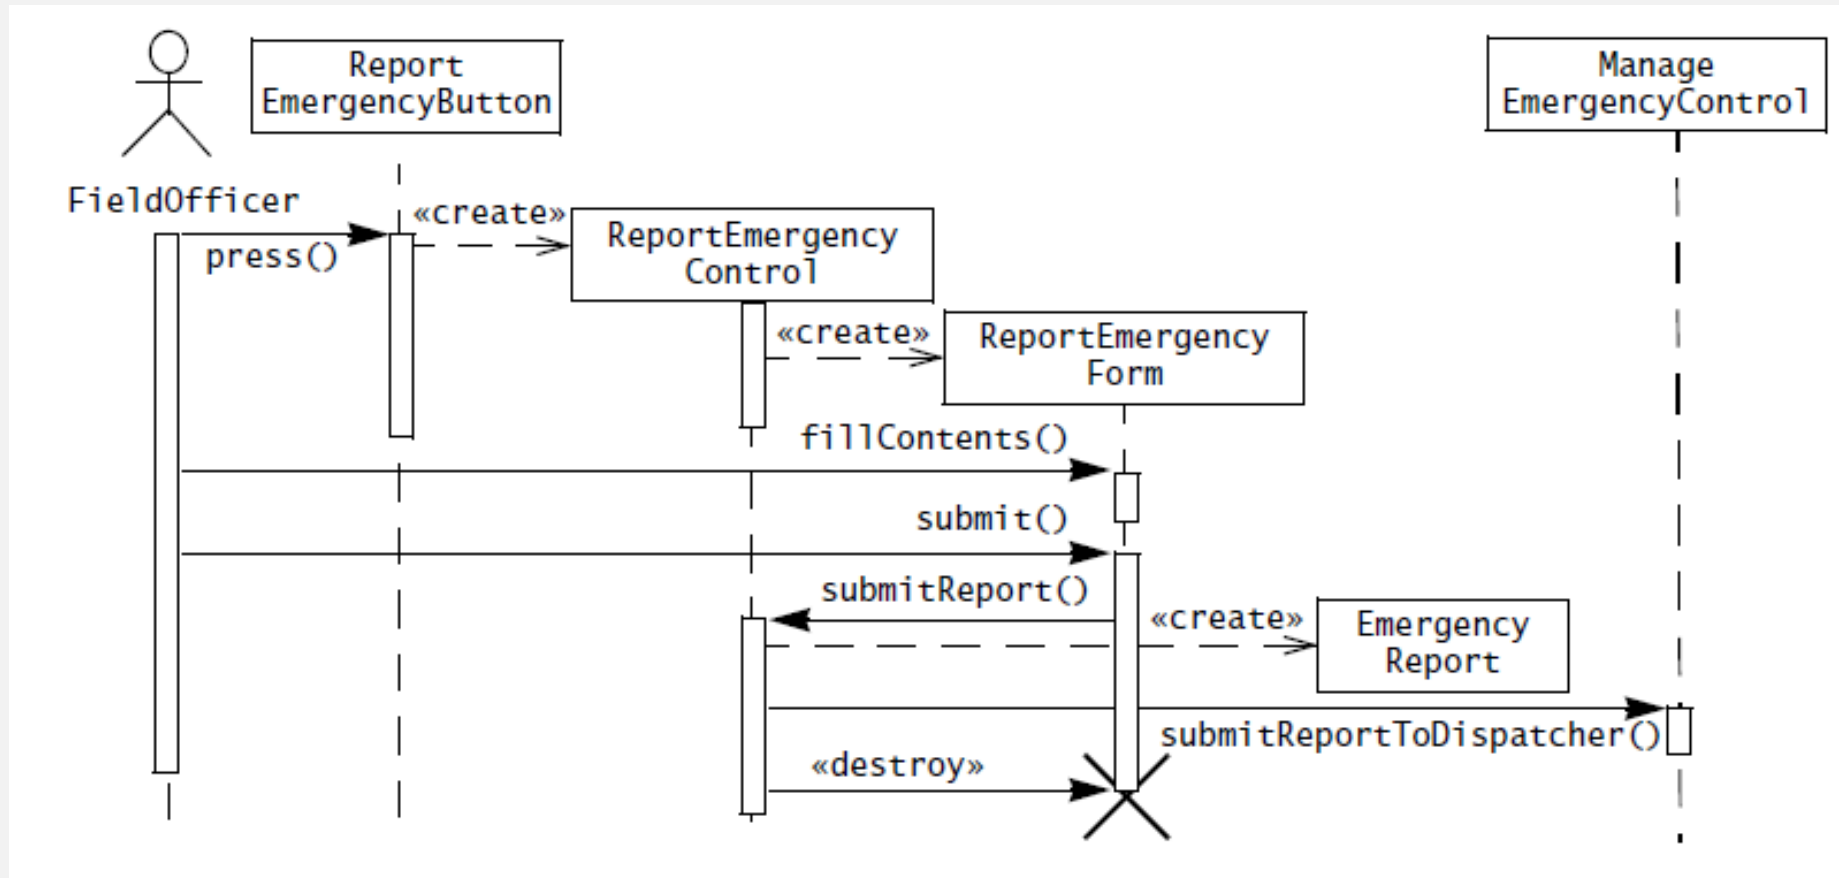 Report
EmergencyButton
Manage
EmergencyControl
FieldOfficer
«create»
press()
ReportEmergency
Control
«create»
ReportEmergency
Form
fillContents()
submit()
submitReport()
«create»
Emergency
Report
submitReportToDispatcher()
«destroy»